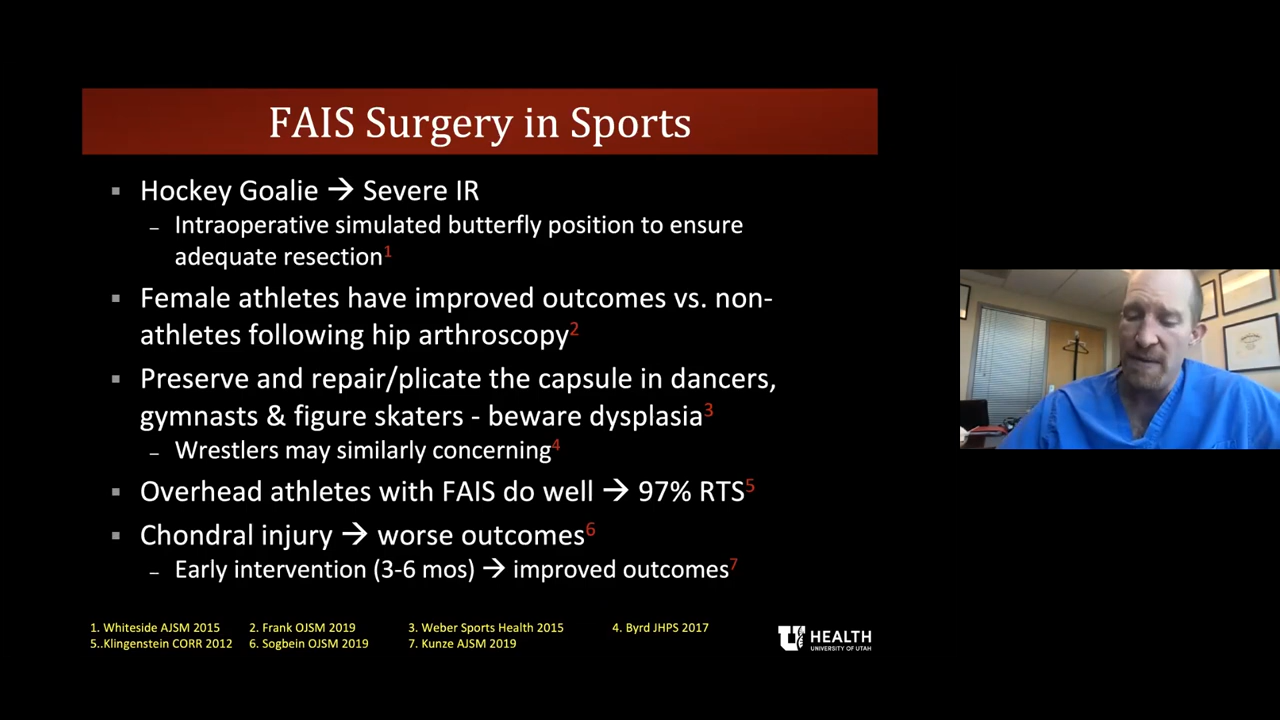 FAIS Surgery in Sports
▪ Hockey Goalie → Severe IR
– Intraoperative simulated butterfly position to ensure
adequate resection1
▪ Female athletes have improved outcomes vs. non-
athletes following hip arthroscopy2
▪ Preserve and repair/plicate the capsule in dancers,
gymnasts & figure skaters - beware dysplasia3
– Wrestlers may similarly concerning4
▪ Overhead athletes with FAIS do well → 97% RTS5
▪ Chondral injury → worse outcomes6
– Early intervention (3-6 mos) → improved outcomes7
1. Whiteside AJSM 2015 2. Frank OJSM 2019 3. Weber Sports Health 2015 4. Byrd JHPS 2017
5..Klingenstein CORR 2012 6. Sogbein OJSM 2019 7. Kunze AJSM 2019
U HEALTH
UNIVERSITY OF UTAH